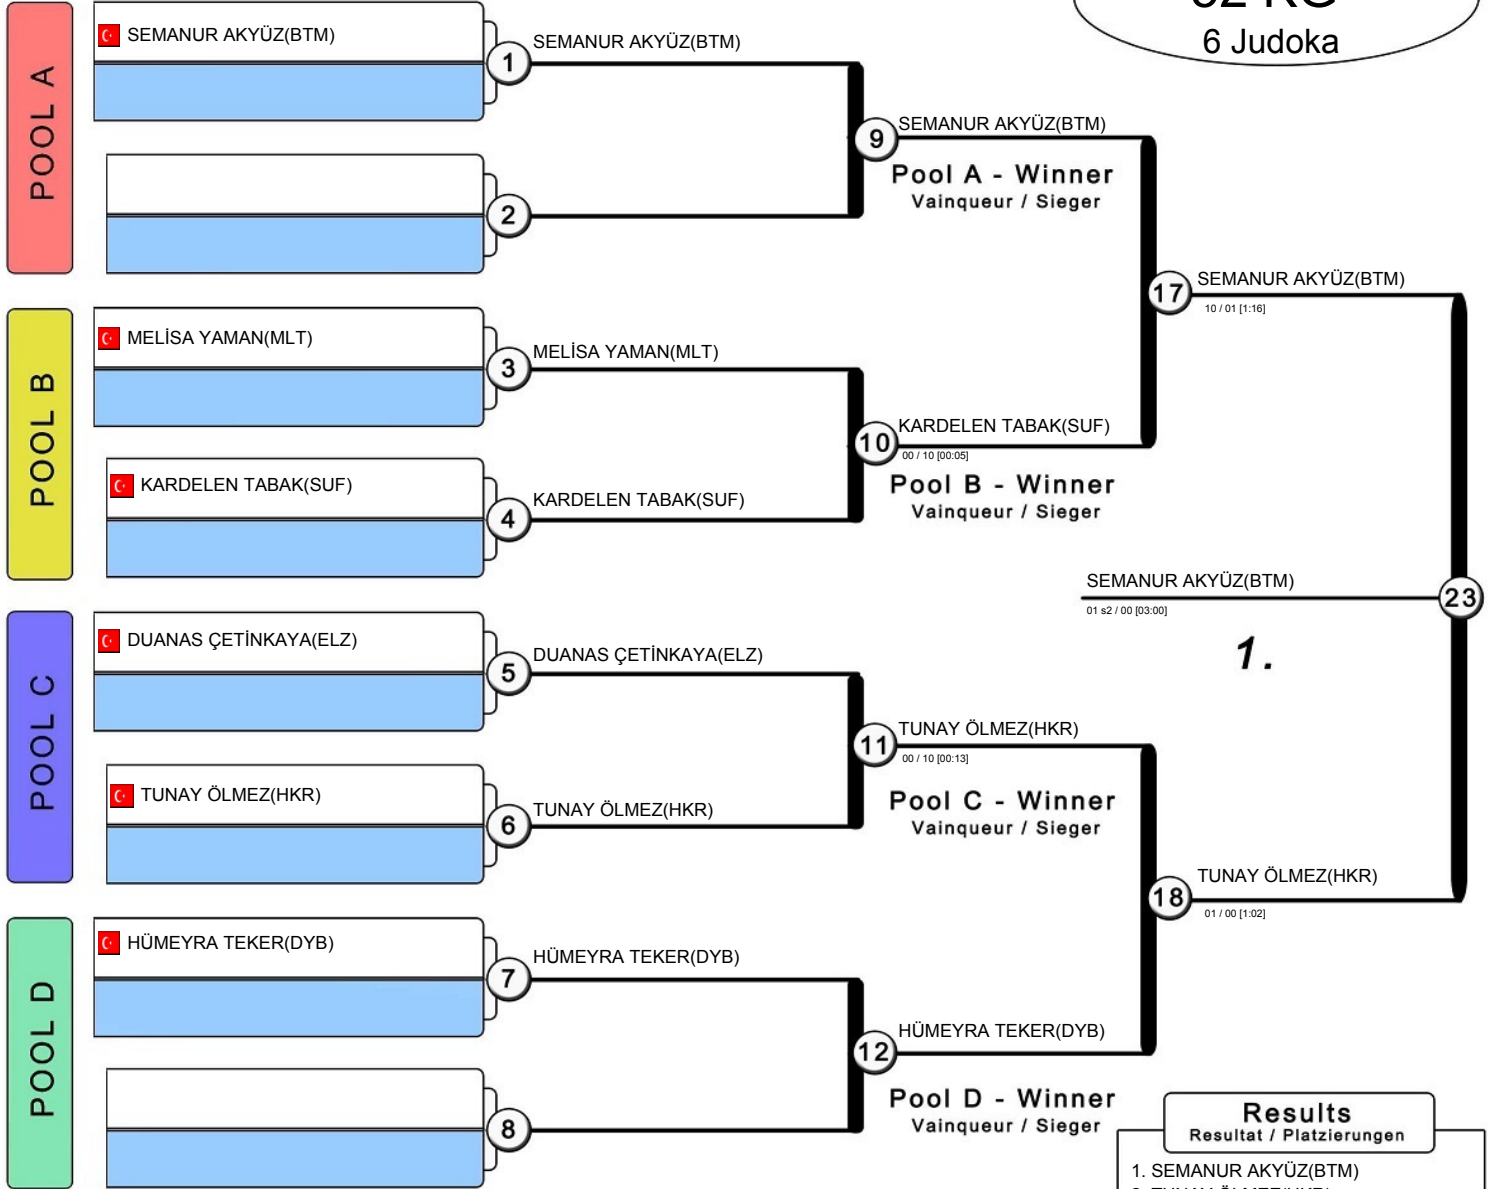 6 Judoka
POOL A
SEMANUR AKYÜZ(BTM)
1
SEMANUR AKYÜZ(BTM)
2
9
SEMANUR AKYÜZ(BTM)
Pool A - Winner
Vainqueur / Sieger
POOL B
MELİSA YAMAN(MLT)
3
MELİSA YAMAN(MLT)
KARDELEN TABAK(SUF)
4
KARDELEN TABAK(SUF)
10
KARDELEN TABAK(SUF)
00 / 10 [00:05]
Pool B - Winner
Vainqueur / Sieger
17
SEMANUR AKYÜZ(BTM)
10 / 01 [1:16]
POOL C
DUANAS ÇETİNKAYA(ELZ)
5
DUANAS ÇETİNKAYA(ELZ)
TUNAY ÖLMEZ(HKR)
6
TUNAY ÖLMEZ(HKR)
11
TUNAY ÖLMEZ(HKR)
00 / 10 [00:13]
Pool C - Winner
Vainqueur / Sieger
POOL D
HÜMEYRA TEKER(DYB)
7
HÜMEYRA TEKER(DYB)
8
12
HÜMEYRA TEKER(DYB)
Pool D - Winner
Vainqueur / Sieger
18
TUNAY ÖLMEZ(HKR)
01 / 00 [1:02]
SEMANUR AKYÜZ(BTM)
23
01 s2 / 00 [03:00]
1.
Results
Resultat / Platzierungen
1. SEMANUR AKYÜZ(BTM)